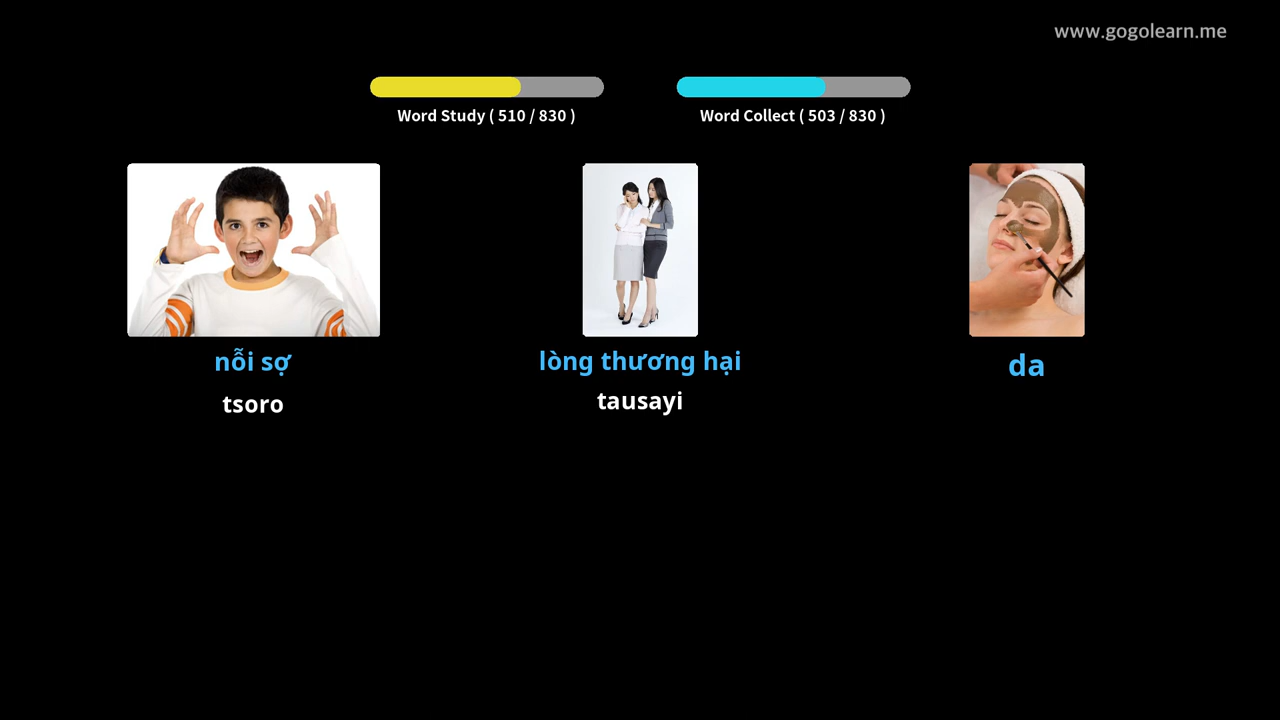 www.gogolearn.me
Word Study ( 510 / 830 )
Word Collect ( 503 / 830 )
nỗi sợ
tsoro
lòng thương hại
tausayi
da